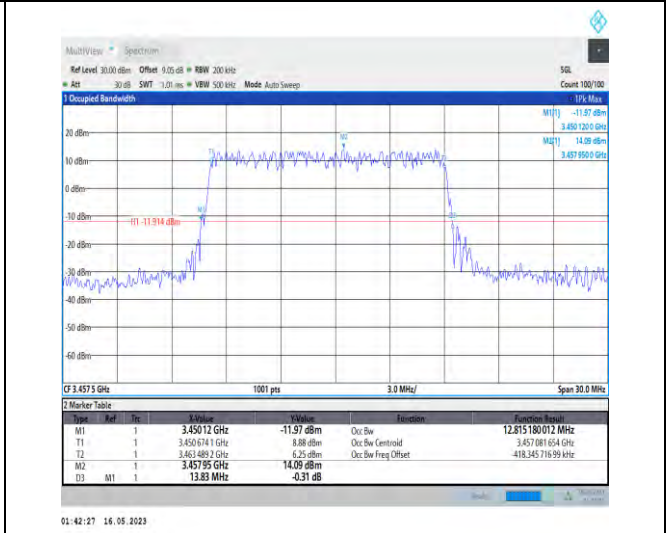 MultiView Spectrum
Ref Level 30.00 dBm Offset 9.05 dB RBW 200 kHz SGL
Att 30 dB SWT 1.01 ms VBW 500 kHz Mode Auto Sweep Count 100/100
1 Occupied Bandwidth 1Pk Max
M1[1] -11.97 dBm
3.450 120 0 GHz
M2[1] 14.09 dBm
3.457 950 0 GHz
20 dBm
M2
10 dBm
T1
0 dBm
M1
-10 dBm
H1 -11.914 dBm
-20 dBm
-30 dBm
-40 dBm
-50 dBm
-60 dBm
CF 3.457 5 GHz 1001 pts 3.0 MHz/ Span 30.0 MHz
2 Marker Table
Type Ref Trc X-Value Y-Value Function Function Result
M1 1 3.45012 GHz -11.97 dBm Occ Bw 12.815 180 012 MHz
T1 1 3.450 674 1 GHz 8.88 dBm Occ Bw Centroid 3.457 081 654 GHz
T2 1 3.463 489 2 GHz 6.25 dBm Occ Bw Freq Offset -418.345 716 99 kHz
M2 1 3.457 95 GHz 14.09 dBm
D3 M1 1 13.83 MHz -0.31 dB
01:42:27 16.05.2023